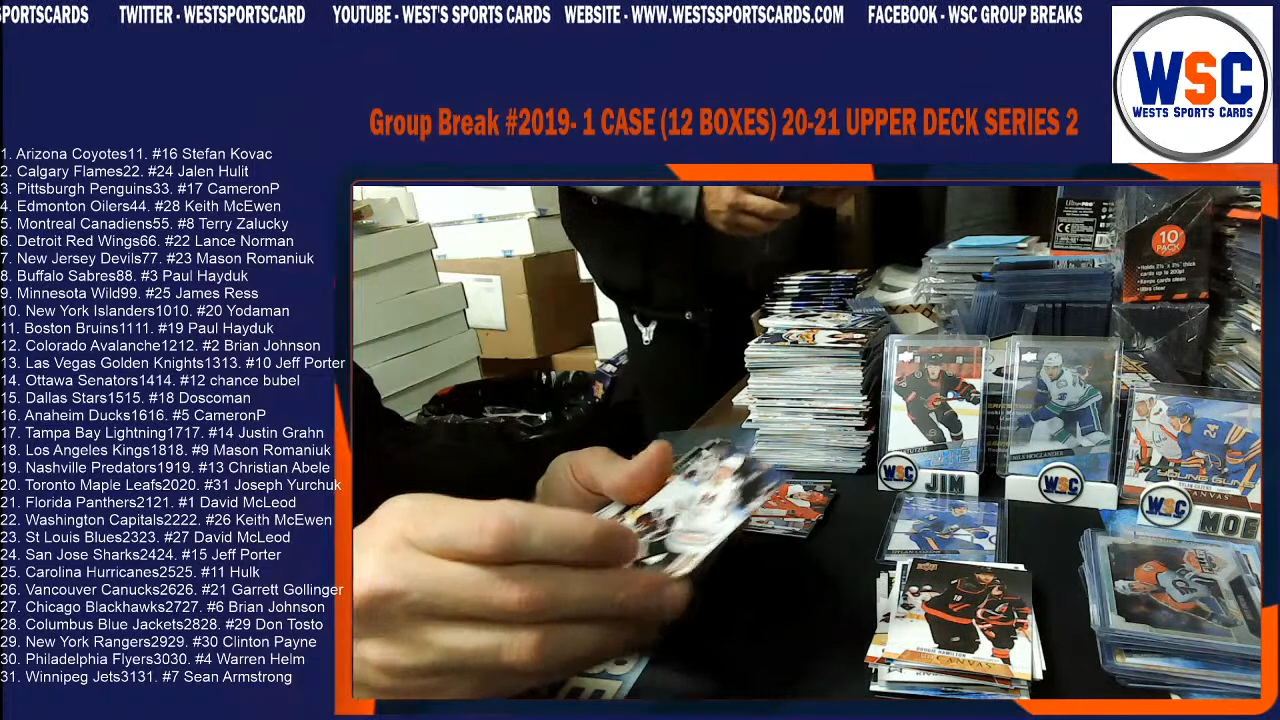 SPORTSCARDS TWITTER - WESTSPORTSCARD YOUTUBE - WEST'S SPORTS CARDS WEBSITE - WWW.WESTSSPORTSCARDS.COM FACEBOOK - WSC GROUP BREAKS
WSC
WESTS SPORTS CARDS
Group Break #2019- 1 CASE (12 BOXES) 20-21 UPPER DECK SERIES 2
1. Arizona Coyotes11. #16 Stefan Kovac
2. Calgary Flames22. #24 Jalen Hulit
3. Pittsburgh Penguins33. #17 CameronP
4. Edmonton Oilers44. #28 Keith McEwen
5. Montreal Canadiens55. #8 Terry Zalucky
6. Detroit Red Wings66. #22 Lance Norman
7. New Jersey Devils77. #23 Mason Romaniuk
8. Buffalo Sabres88. #3 Paul Hayduk
9. Minnesota Wild99. #25 James Ress
10. New York Islanders1010. #20 Yodaman
11. Boston Bruins1111. #19 Paul Hayduk
12. Colorado Avalanche1212. #2 Brian Johnson
13. Las Vegas Golden Knights1313. #10 Jeff Porter
14. Ottawa Senators1414. #12 chance bubel
15. Dallas Stars1515. #18 Doscoman
16. Anaheim Ducks1616. #5 CameronP
17. Tampa Bay Lightning1717. #14 Justin Grahn
18. Los Angeles Kings1818. #9 Mason Romaniuk
19. Nashville Predators1919. #13 Christian Abele
20. Toronto Maple Leafs2020. #31 Joseph Yurchuk
21. Florida Panthers2121. #1 David McLeod
22. Washington Capitals2222. #26 Keith McEwen
23. St Louis Blues2323. #27 David McLeod
24. San Jose Sharks2424. #15 Jeff Porter
25. Carolina Hurricanes2525. #11 Hulk
26. Vancouver Canucks2626. #21 Garrett Gollinger
27. Chicago Blackhawks2727. #6 Brian Johnson
28. Columbus Blue Jackets2828. #29 Don Tosto
29. New York Rangers2929. #30 Clinton Payne
30. Philadelphia Flyers3030. #4 Warren Helm
31. Winnipeg Jets3131. #7 Sean Armstrong
10
PACK
NILS HOGLANDER
YOUNG GUNS
CANVAS
WSC
JIM
WSC
WSC
MOE
DYLAN COZENS
DOUGIE HAMILTON
CANVAS